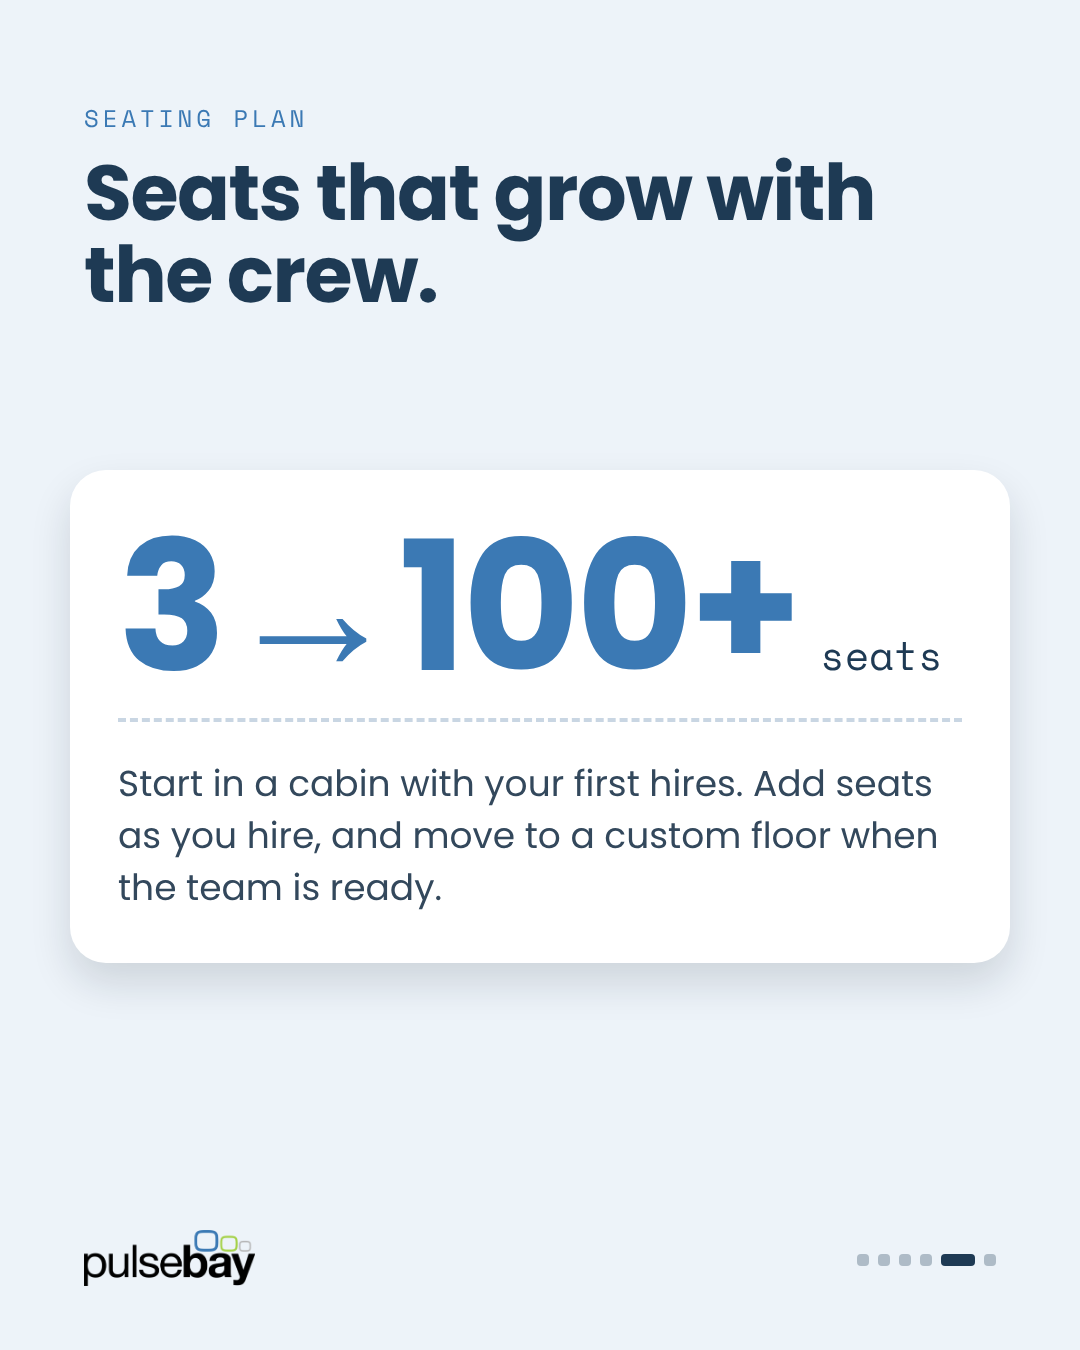 SEATING PLAN
Seats that grow with
the crew.
3 → 100+ seats
Start in a cabin with your first hires. Add seats
as you hire, and move to a custom floor when
the team is ready.
pulsebay